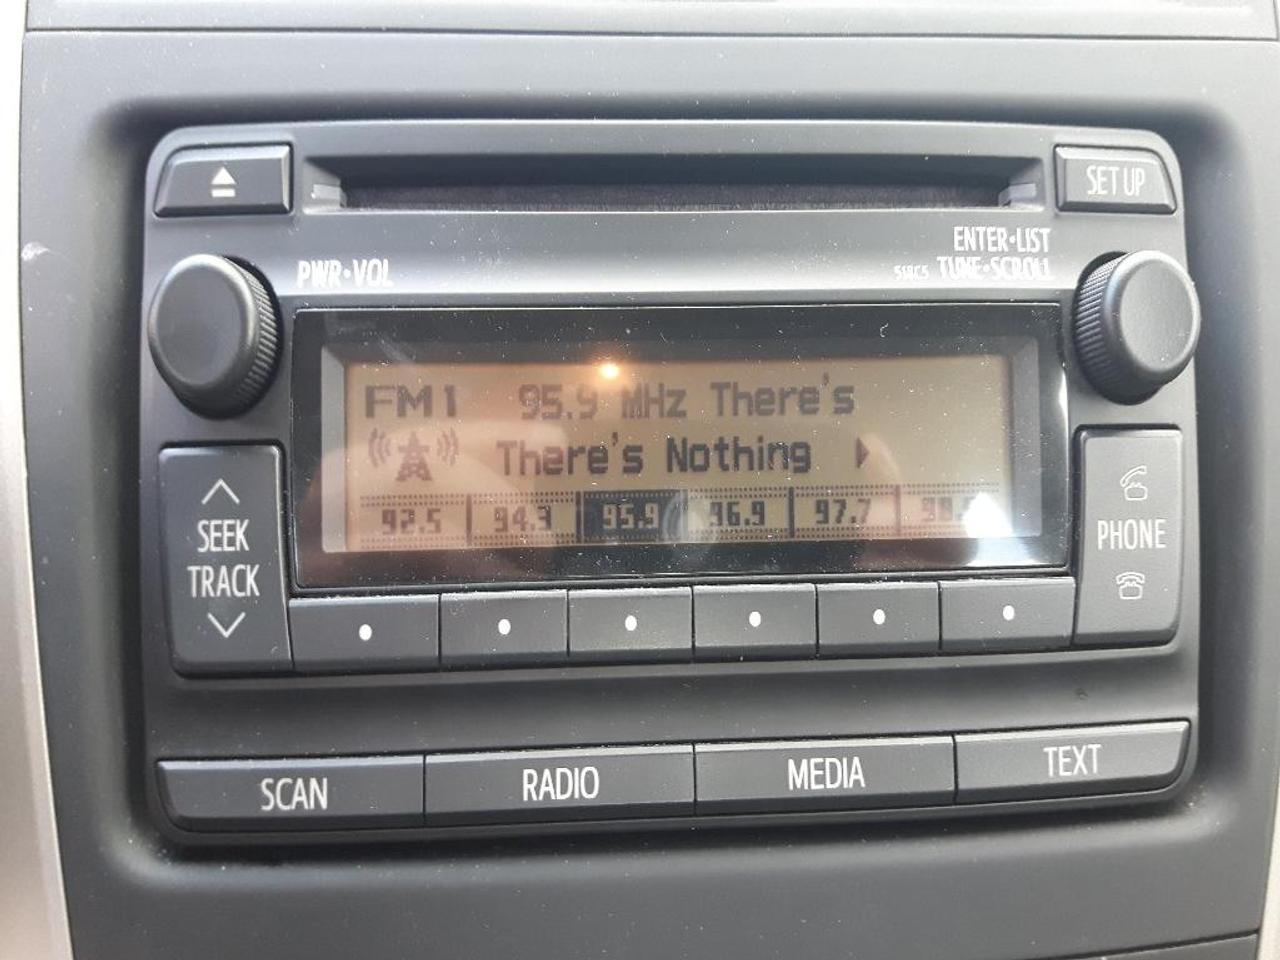 SET UP
PWR•VOL
ENTER•LIST
518C5 TUNE•SCROLL
FM1 95.9 MHz There's
There's Nothing
92.5 94.3 95.9 96.9 97.7
SEEK
TRACK
PHONE
SCAN RADIO MEDIA TEXT